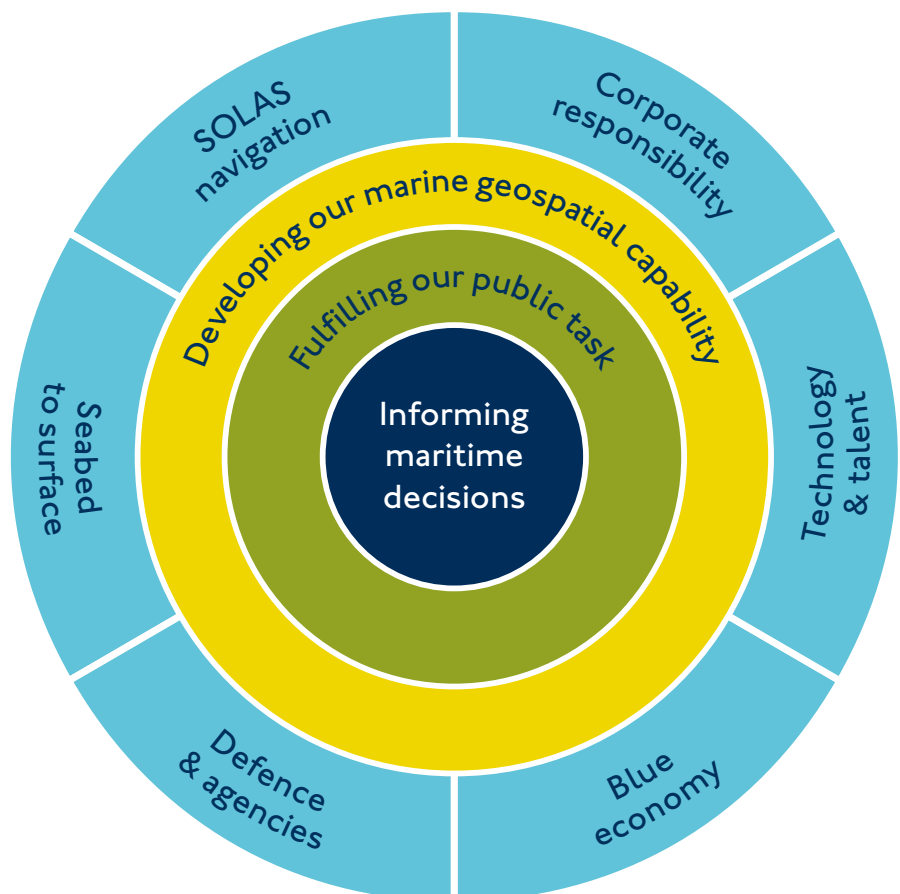 SOLAS
navigation
Corporate
responsibility
Developing our marine geospatial capability
Fulfilling our public task
Informing
maritime
decisions
Seabed
to surface
Technology
& talent
Defence
& agencies
Blue
economy